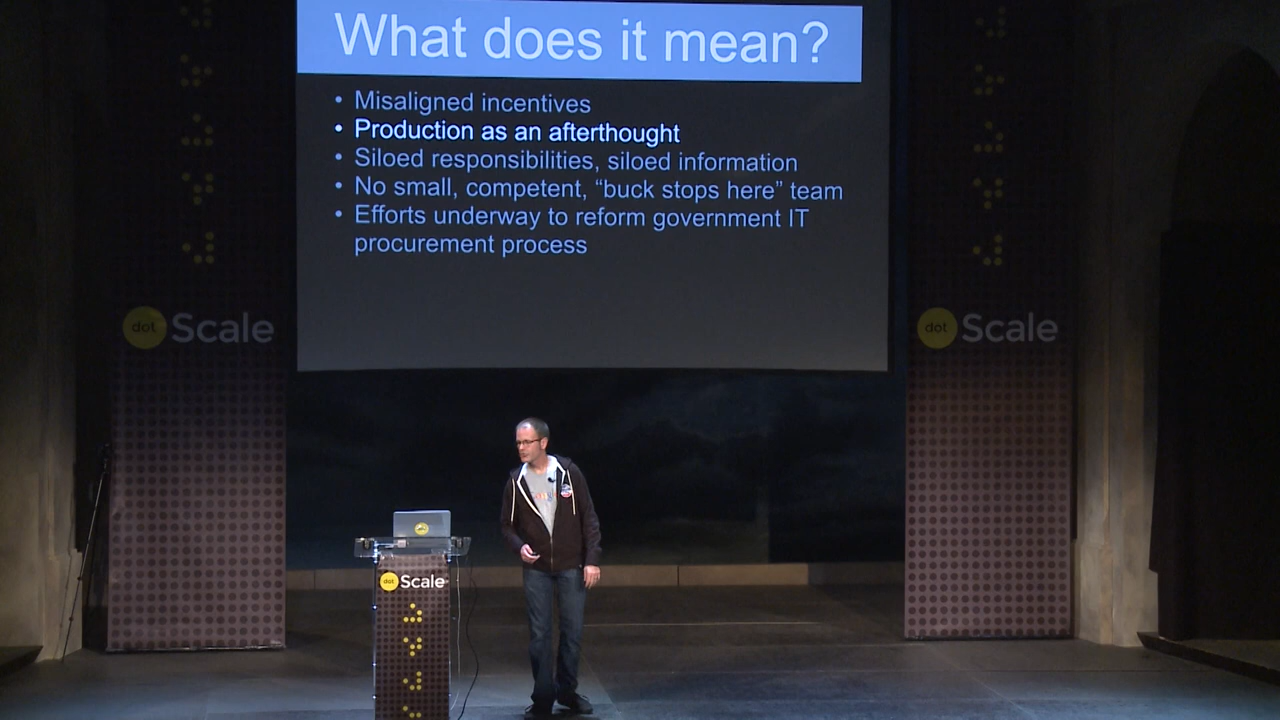 What does it mean?
• Misaligned incentives
• Production as an afterthought
• Siloed responsibilities, siloed information
• No small, competent, “buck stops here” team
• Efforts underway to reform government IT
procurement process
dot Scale
dot Scale
dot Scale